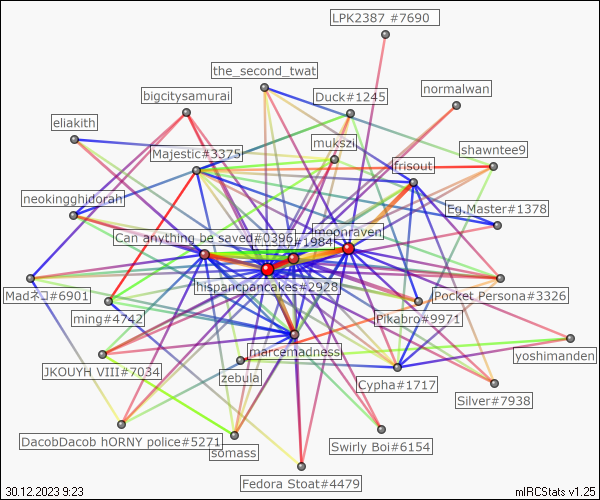 LPK2387 #7690
the_second_twat
normalwan
bigcitysamurai
Duck#1245
eliakith
mukszi
shawntee9
Majestic#3375
frisout
neokingghidorah
Eg.Master#1378
moonraven
Can anything be saved#0396
#1984
hispancpancakes#2928
Madネコ#6901
Pocket Persona#3326
ming#4742
Pikabro#9971
marcemadness
yoshimanden
JKOUYH VIII#7034
zebula
Cypha#1717
Silver#7938
DacobDacob hORNY police#5271
somass
Swirly Boi#6154
Fedora Stoat#4479
30.12.2023 9:23
mIRCStats v1.25